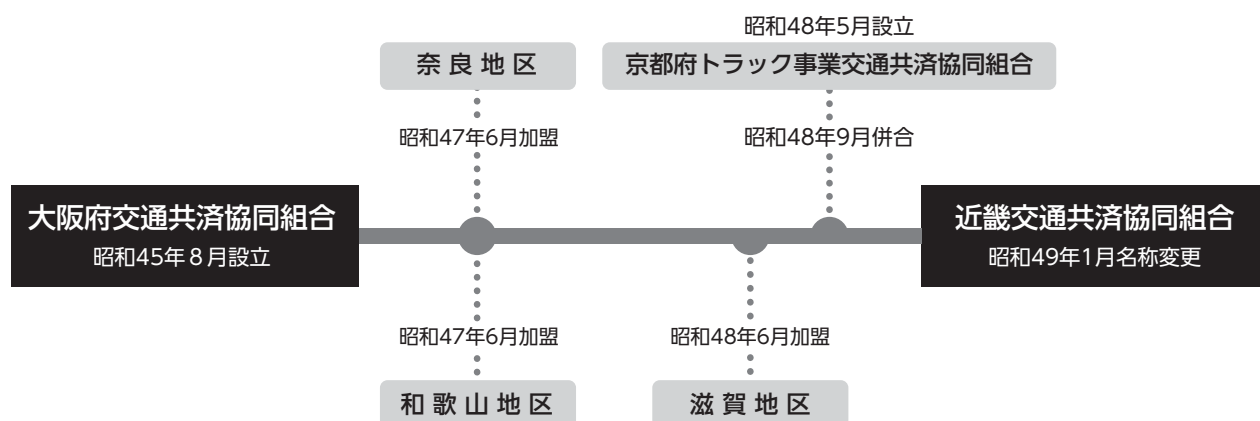 昭和48年5月設立
奈良地区
京都府トラック事業交通共済協同組合
昭和47年6月加盟
昭和48年9月併合
大阪府交通共済協同組合
昭和45年8月設立
近畿交通共済協同組合
昭和49年1月名称変更
昭和47年6月加盟
昭和48年6月加盟
和歌山地区
滋賀地区